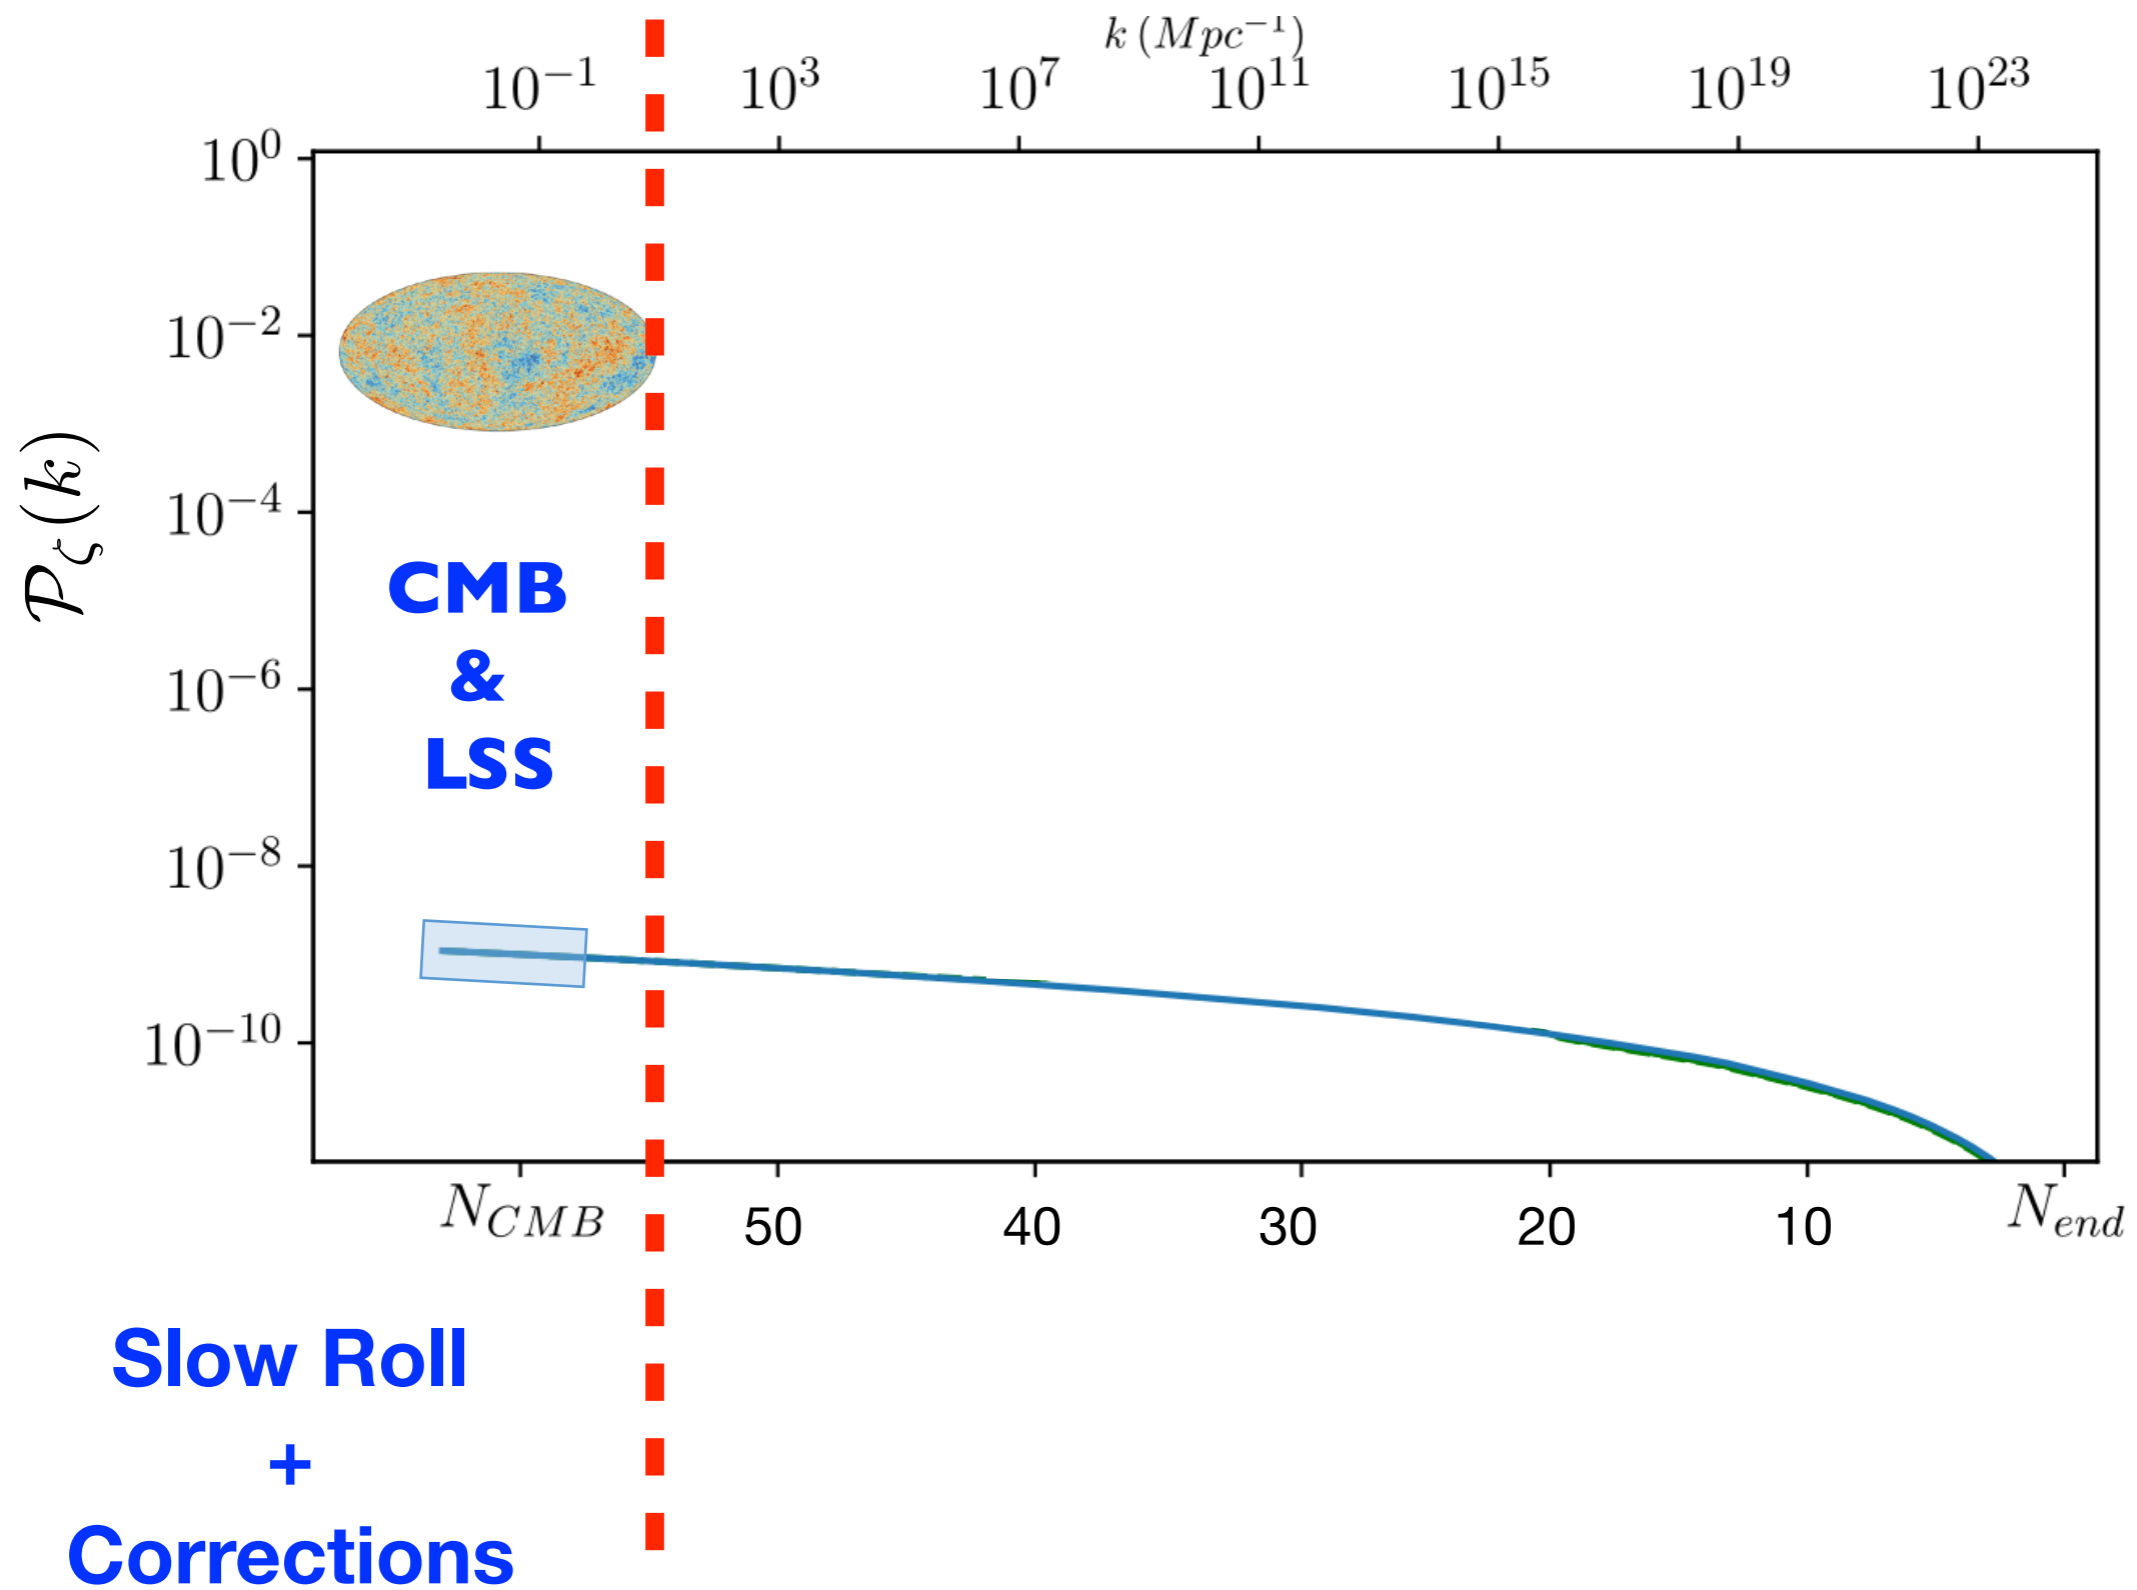 k (Mpc⁻¹)
10⁻¹ 10³ 10⁷ 10¹¹ 10¹⁵ 10¹⁹ 10²³
10⁰
10⁻²
10⁻⁴
10⁻⁶
10⁻⁸
10⁻¹⁰
𝒫ζ(k)
CMB
&
LSS
N_CMB 50 40 30 20 10 N_end
Slow Roll
+
Corrections